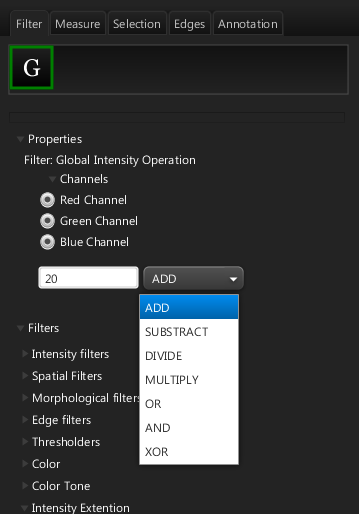 Filter Measure Selection Edges Annotation
G
Properties
Filter: Global Intensity Operation
Channels
Red Channel
Green Channel
Blue Channel
20 ADD
ADD
SUBSTRACT
DIVIDE
MULTIPLY
OR
AND
XOR
Filters
Intensity filters
Spatial Filters
Morphological filters
Edge filters
Thresholders
Color
Color Tone
Intensity Extention